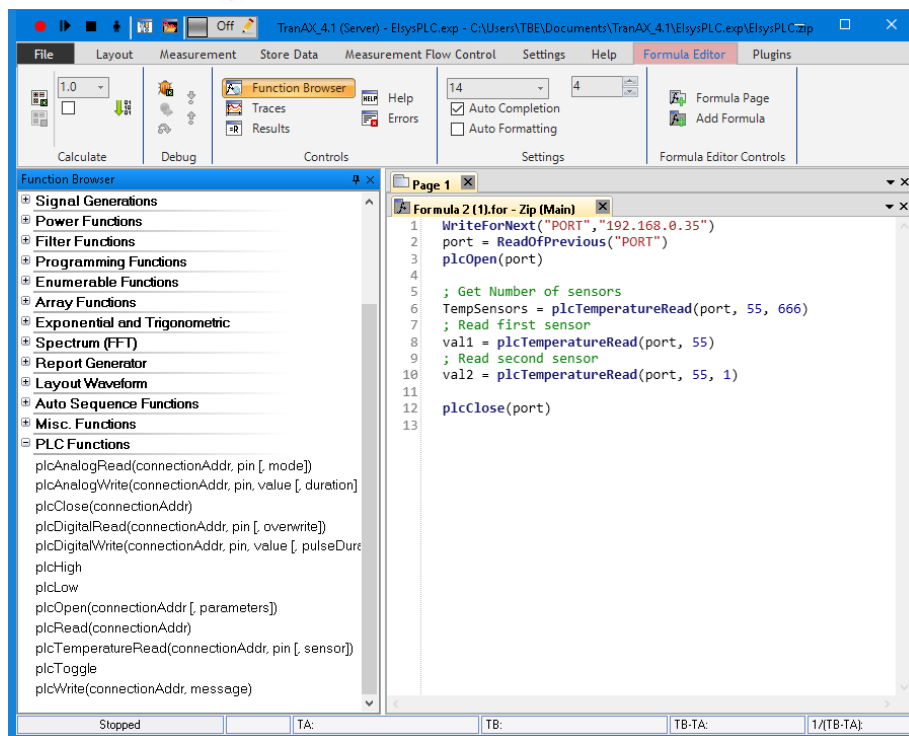 Off
TranAX_4.1 (Server) - ElsysPLC.exp - C:\Users\TBE\Documents\TranAX_4.1\ElsysPLC.exp\ElsysPLC.zip
File Layout Measurement Store Data Measurement Flow Control Settings Help Formula Editor Plugins
1.0
Calculate
Debug
Function Browser
Traces
=R Results
HELP Help
Errors
Controls
14
4
Auto Completion
Auto Formatting
Settings
Formula Page
Add Formula
Formula Editor Controls
Function Browser
Signal Generations
Power Functions
Filter Functions
Programming Functions
Enumerable Functions
Array Functions
Exponential and Trigonometric
Spectrum (FFT)
Report Generator
Layout Waveform
Auto Sequence Functions
Misc. Functions
PLC Functions
plcAnalogRead(connectionAddr, pin [, mode])
plcAnalogWrite(connectionAddr, pin, value [, duration]
plcClose(connectionAddr)
plcDigitalRead(connectionAddr, pin [, overwrite])
plcDigitalWrite(connectionAddr, pin, value [, pulseDura
plcHigh
plcLow
plcOpen(connectionAddr [, parameters])
plcRead(connectionAddr)
plcTemperatureRead(connectionAddr, pin [, sensor])
plcToggle
plcWrite(connectionAddr, message)
Page 1
Formula 2 (1).for - Zip (Main)
1 WriteForNext("PORT","192.168.0.35")
2 port = ReadOfPrevious("PORT")
3 plcOpen(port)
4
5 ; Get Number of sensors
6 TempSensors = plcTemperatureRead(port, 55, 666)
7 ; Read first sensor
8 val1 = plcTemperatureRead(port, 55)
9 ; Read second sensor
10 val2 = plcTemperatureRead(port, 55, 1)
11
12 plcClose(port)
13
Stopped TA: TB: TB-TA: 1/(TB-TA):